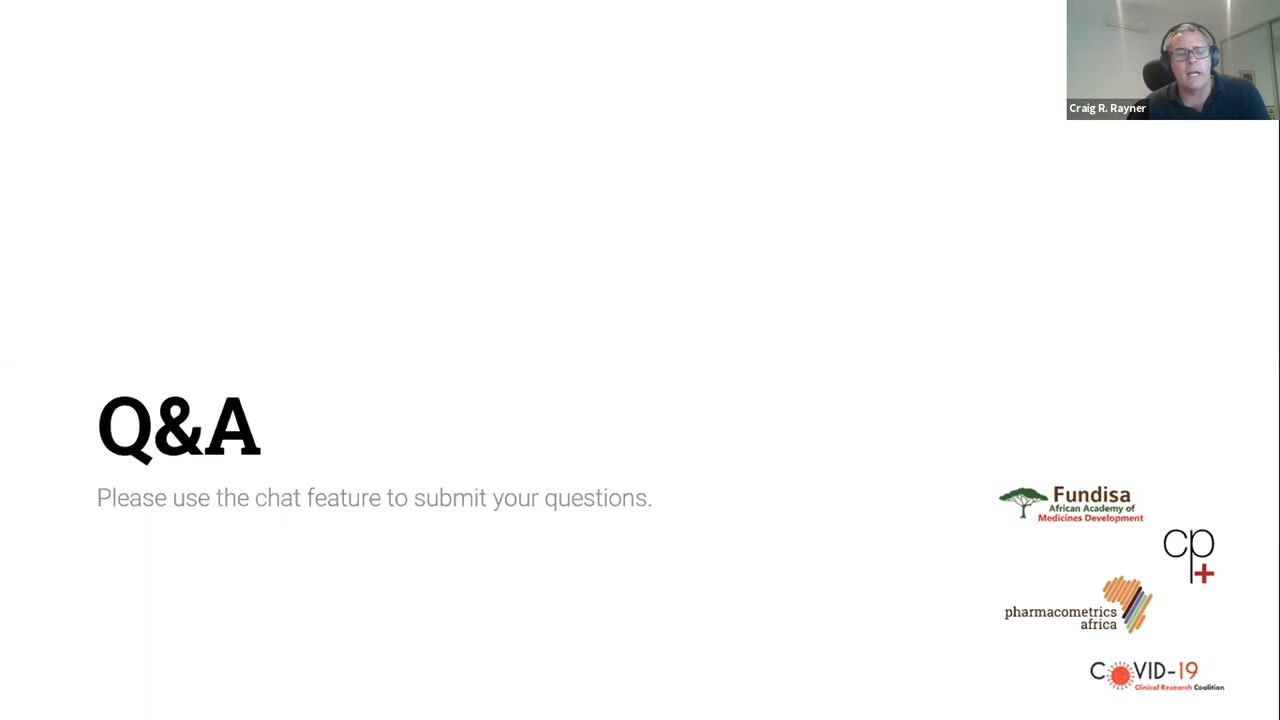 Craig R. Rayner
Q&A
Please use the chat feature to submit your questions.
Fundisa
African Academy of
Medicines Development
cp+
pharmacometrics
africa
COVID-19
Clinical Research Coalition